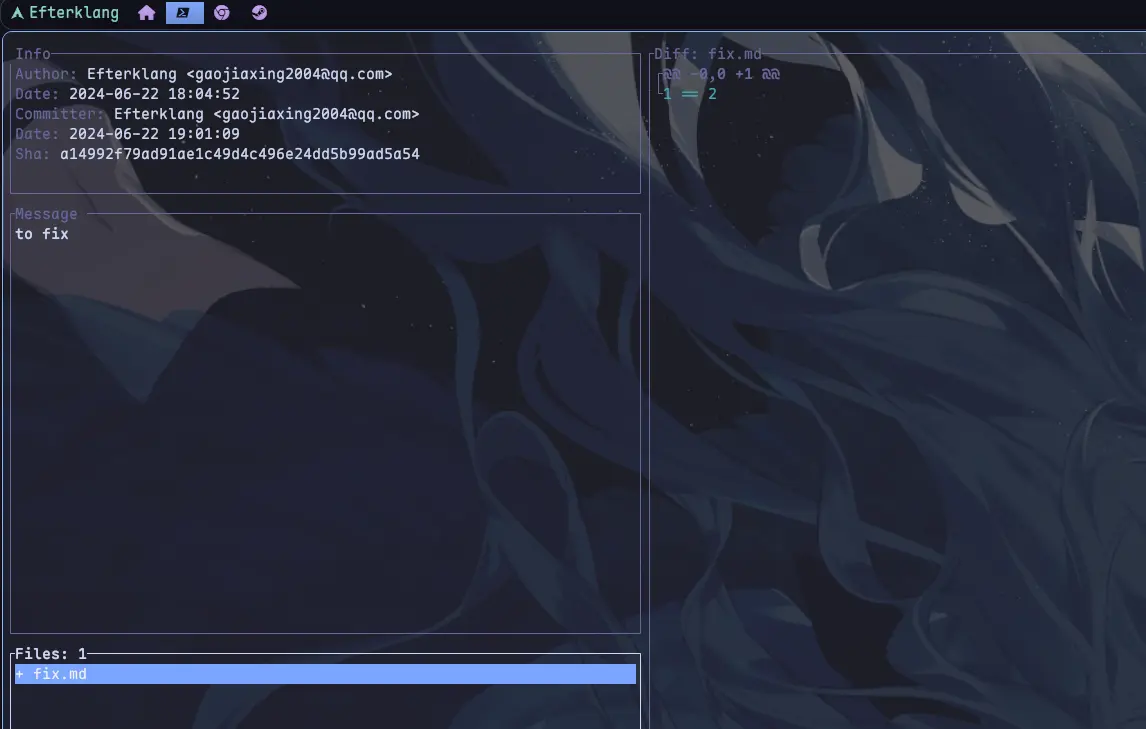 Efterklang
Info
Author: Efterklang <gaojiaxing2004@qq.com>
Date: 2024-06-22 18:04:52
Committer: Efterklang <gaojiaxing2004@qq.com>
Date: 2024-06-22 19:01:09
Sha: a14992f79ad91ae1c49d4c496e24dd5b99ad5a54
Message
to fix
Files: 1
+ fix.md
Diff: fix.md
@@ -0,0 +1 @@
1 == 2